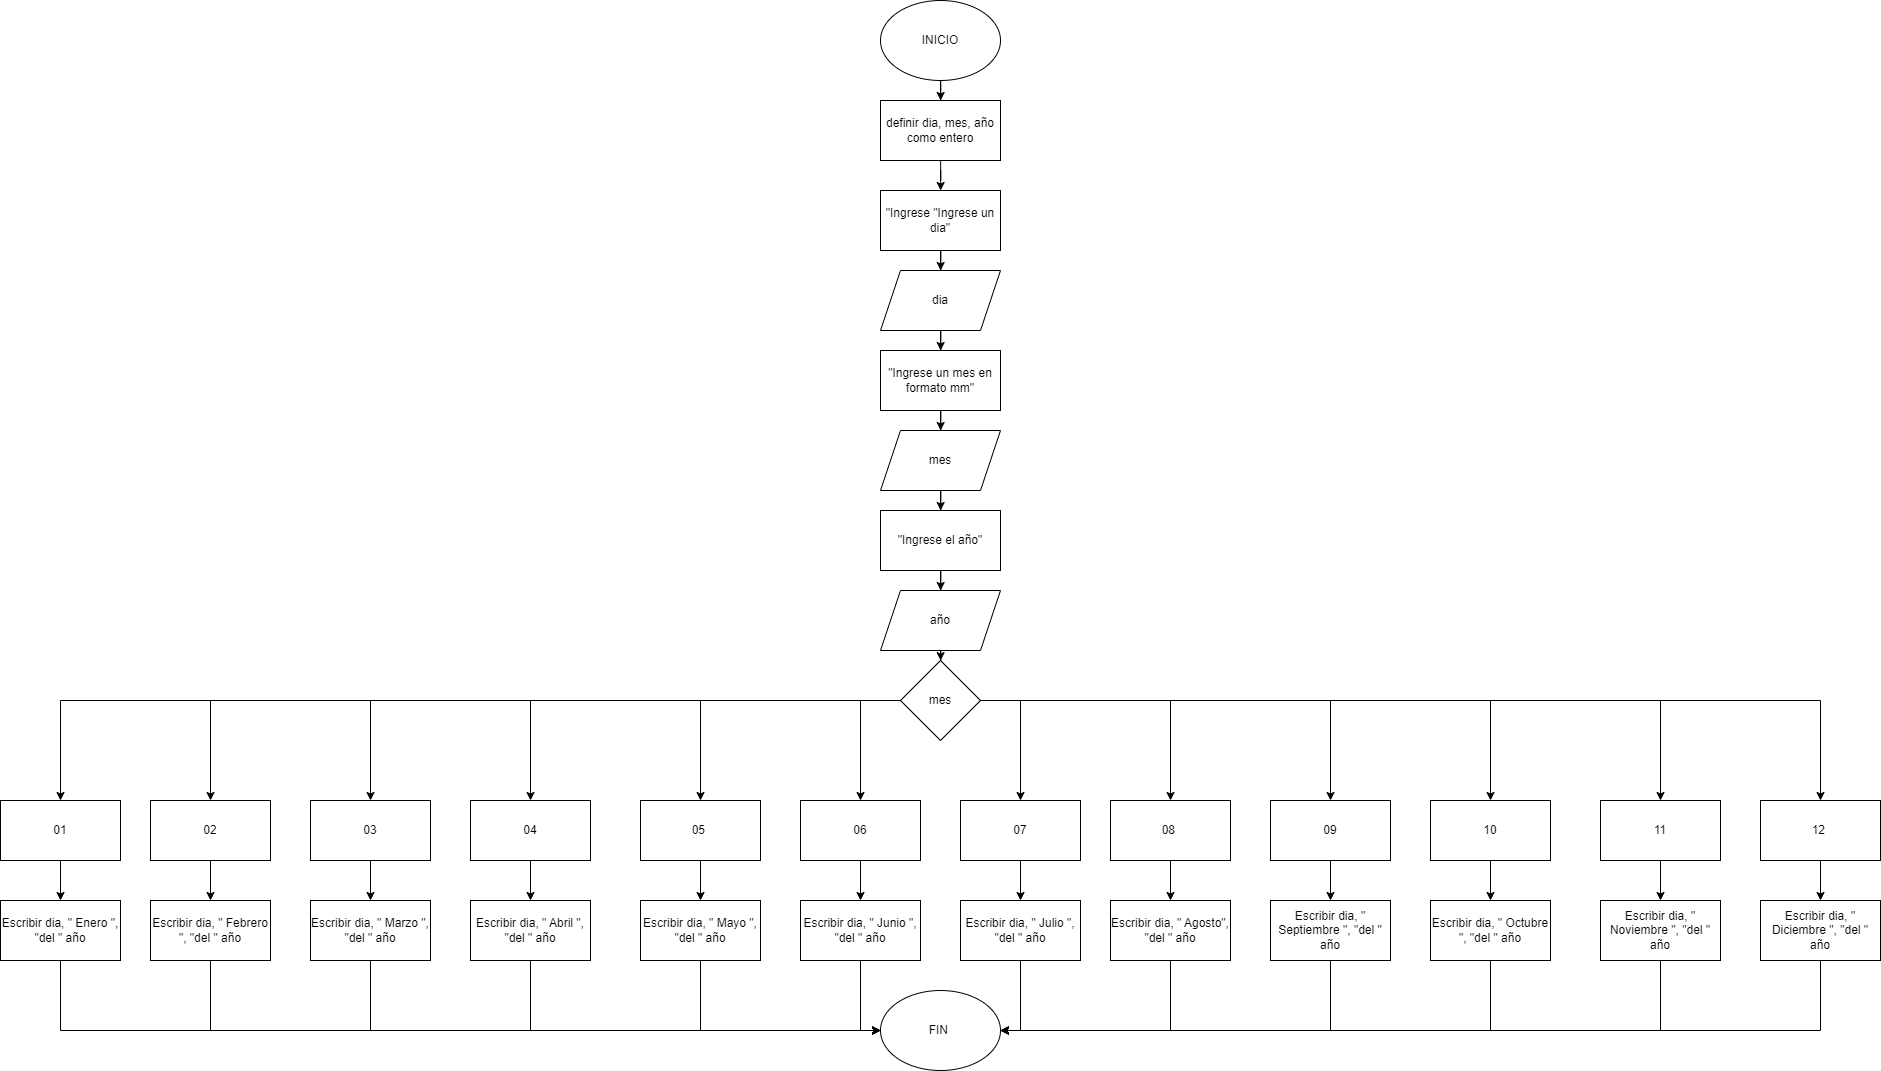 INICIO
definir dia, mes, año
como entero
"Ingrese "Ingrese un
dia"
dia
"Ingrese un mes en
formato mm"
mes
"Ingrese el año"
año
mes
01
02
03
04
05
06
07
08
09
10
11
12
Escribir dia, " Enero ",
"del " año
Escribir dia, " Febrero
", "del " año
Escribir dia, " Marzo ",
"del " año
Escribir dia, " Abril ",
"del " año
Escribir dia, " Mayo ",
"del " año
Escribir dia, " Junio ",
"del " año
Escribir dia, " Julio ",
"del " año
Escribir dia, " Agosto",
"del " año
Escribir dia, "
Septiembre ", "del "
año
Escribir dia, " Octubre
", "del " año
Escribir dia, "
Noviembre ", "del "
año
Escribir dia, "
Diciembre ", "del "
año
FIN